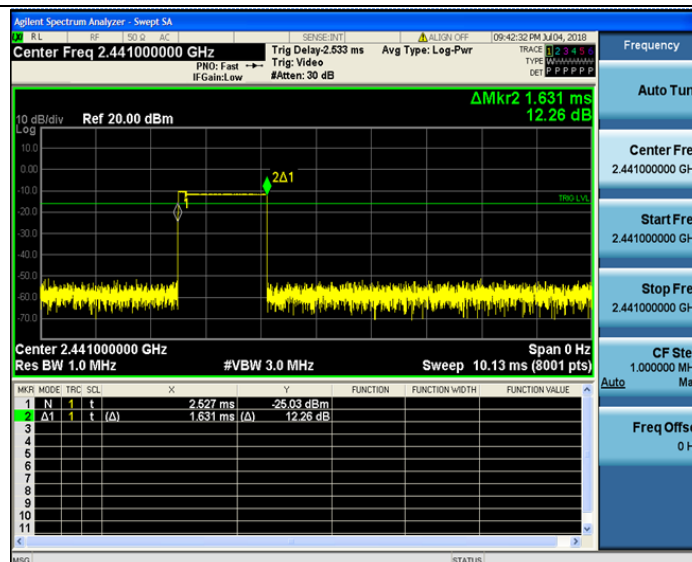 Agilent Spectrum Analyzer - Swept SA
RL RF 50 Ω AC SENSE:INT ALIGN OFF 09:42:32 PM Jul 04, 2018
Center Freq 2.441000000 GHz
Trig Delay-2.533 ms Avg Type: Log-Pwr
TRACE 1 2 3 4 5 6
PNO: Fast Trig: Video
TYPE W
IFGain:Low #Atten: 30 dB
DET P P P P P P
ΔMkr2 1.631 ms
12.26 dB
10 dB/div Ref 20.00 dBm
Log
10.0
0.00
-10.0
-20.0
-30.0
-40.0
-50.0
-60.0
-70.0
2Δ1
TRIG LVL
Center 2.441000000 GHz Span 0 Hz
Res BW 1.0 MHz #VBW 3.0 MHz Sweep 10.13 ms (8001 pts)
MKR MODE TRC SCL X Y FUNCTION FUNCTION WIDTH FUNCTION VALUE
1 N 1 t 2.527 ms -25.03 dBm
2 Δ1 1 t (Δ) 1.631 ms (Δ) 12.26 dB
3
4
5
6
7
8
9
10
11
MSG STATUS
Frequency
Auto Tun
Center Fre
2.441000000 GH
Start Fre
2.441000000 GH
Stop Fre
2.441000000 GH
CF Ste
1.000000 MH
Auto Ma
Freq Offse
0 H